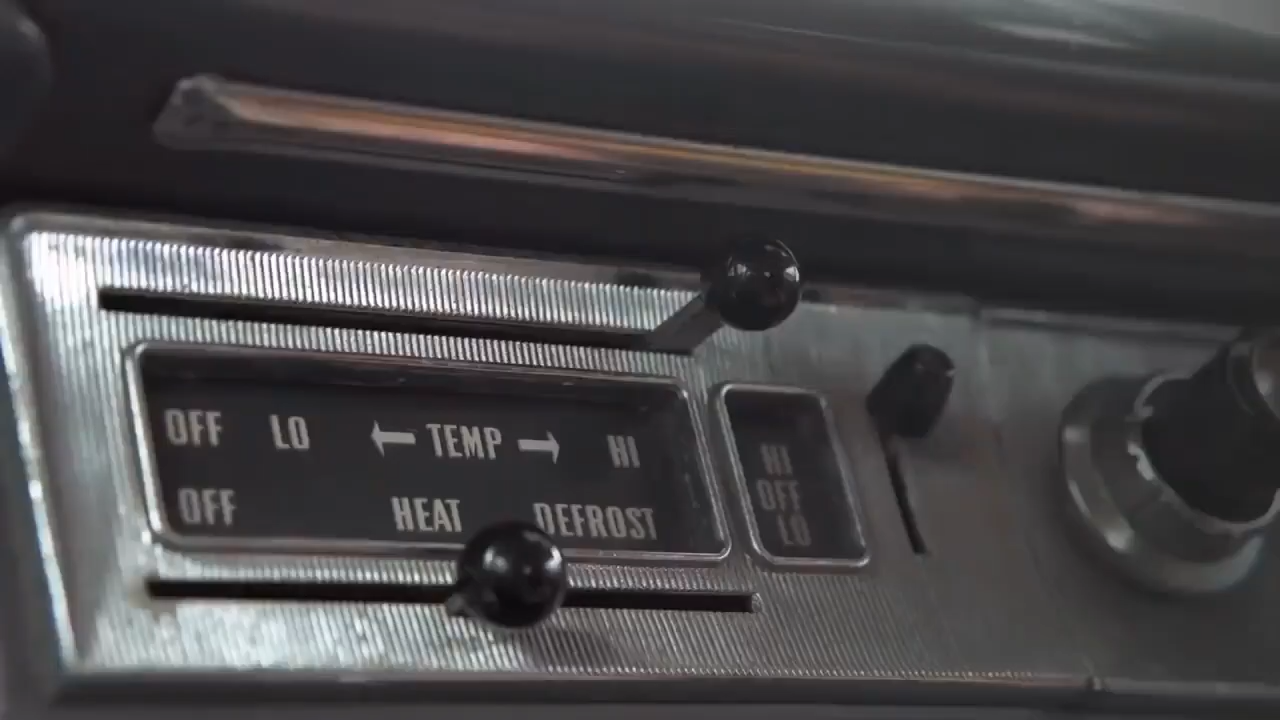 OFF LO ← TEMP → HI
OFF HEAT DEFROST
HI
OFF
LO